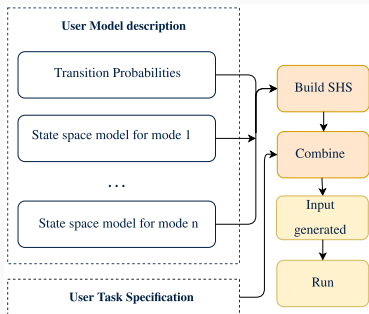 User Model description
Transition Probabilities
State space model for mode 1
...
State space model for mode n
User Task Specification
Build SHS
Combine
Input
generated
Run